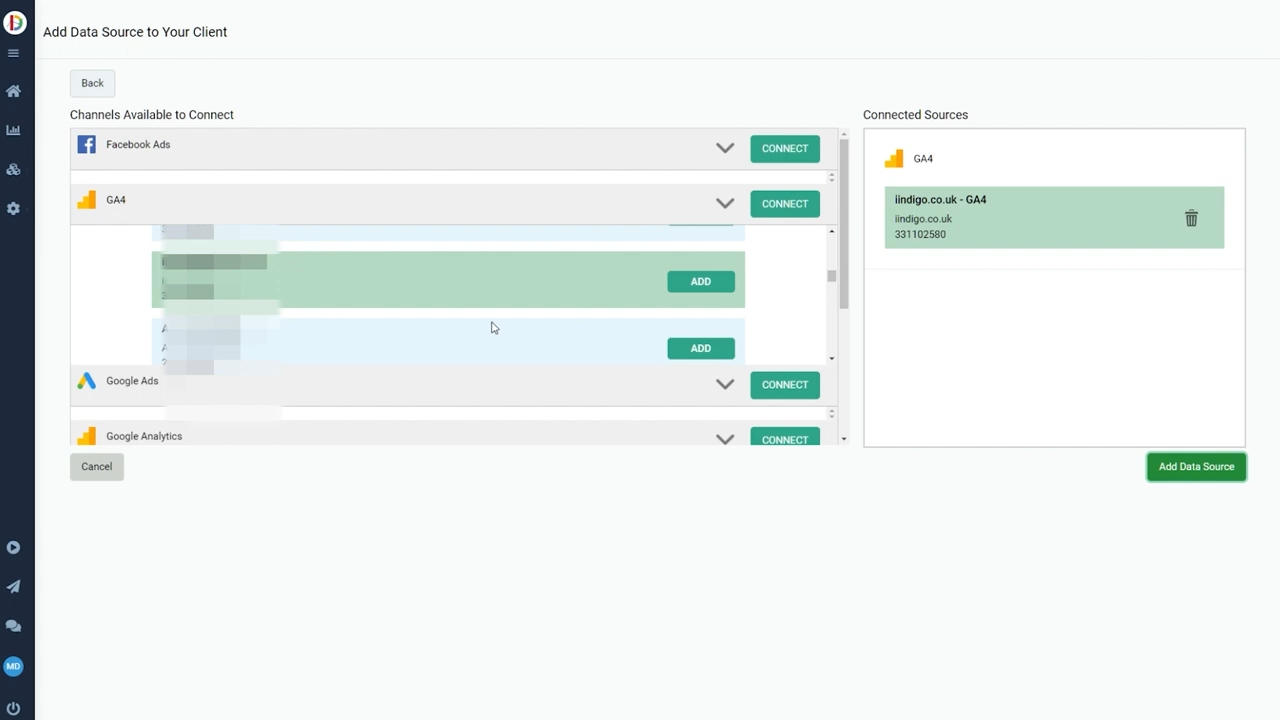 Add Data Source to Your Client
Back
Channels Available to Connect
Connected Sources
Facebook Ads
CONNECT
GA4
CONNECT
ADD
ADD
Google Ads
CONNECT
Google Analytics
CONNECT
GA4
iindigo.co.uk - GA4
iindigo.co.uk
331102580
Cancel
Add Data Source
MD